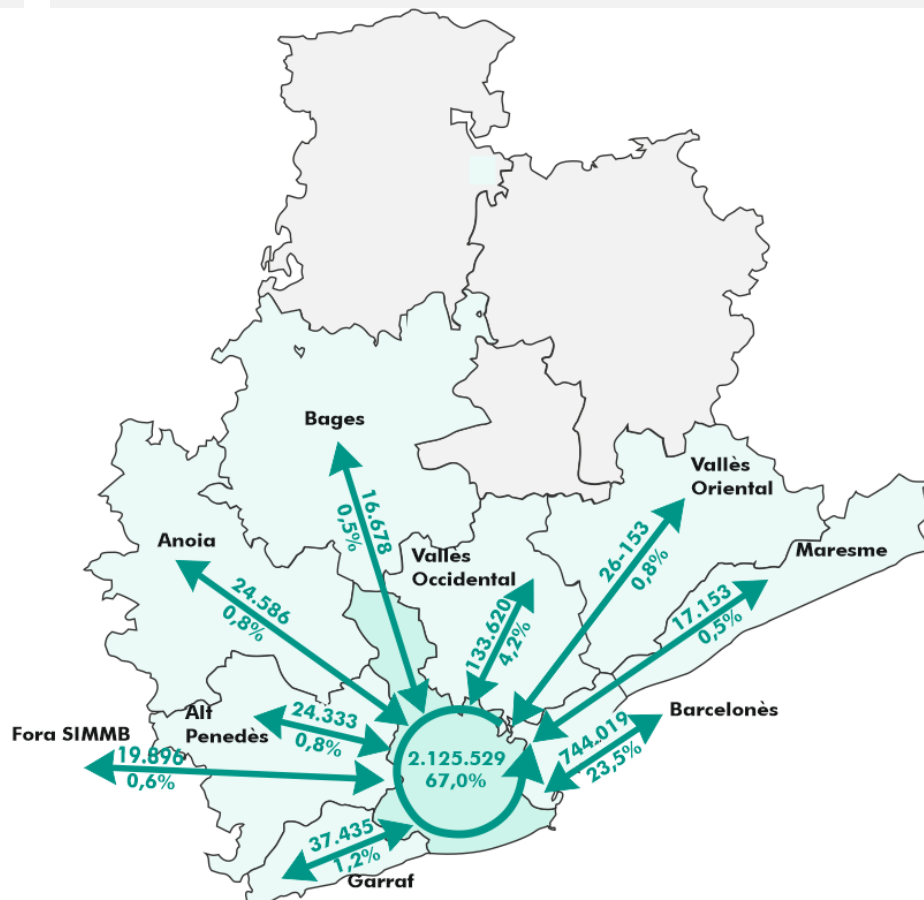 Bages
16.678
0,5%
Vallès
Oriental
26-153
0,8%
Anoia
24.586
0,8%
Vallès
Occidental
133.620
4,2%
Maresme
17.153
0,5%
Alt
Penedès
24.333
0,8%
Barcelonès
744.019
23,5%
Fora SIMMB
19.896
0,6%
2.125.529
67,0%
37.435
1,2%
Garraf